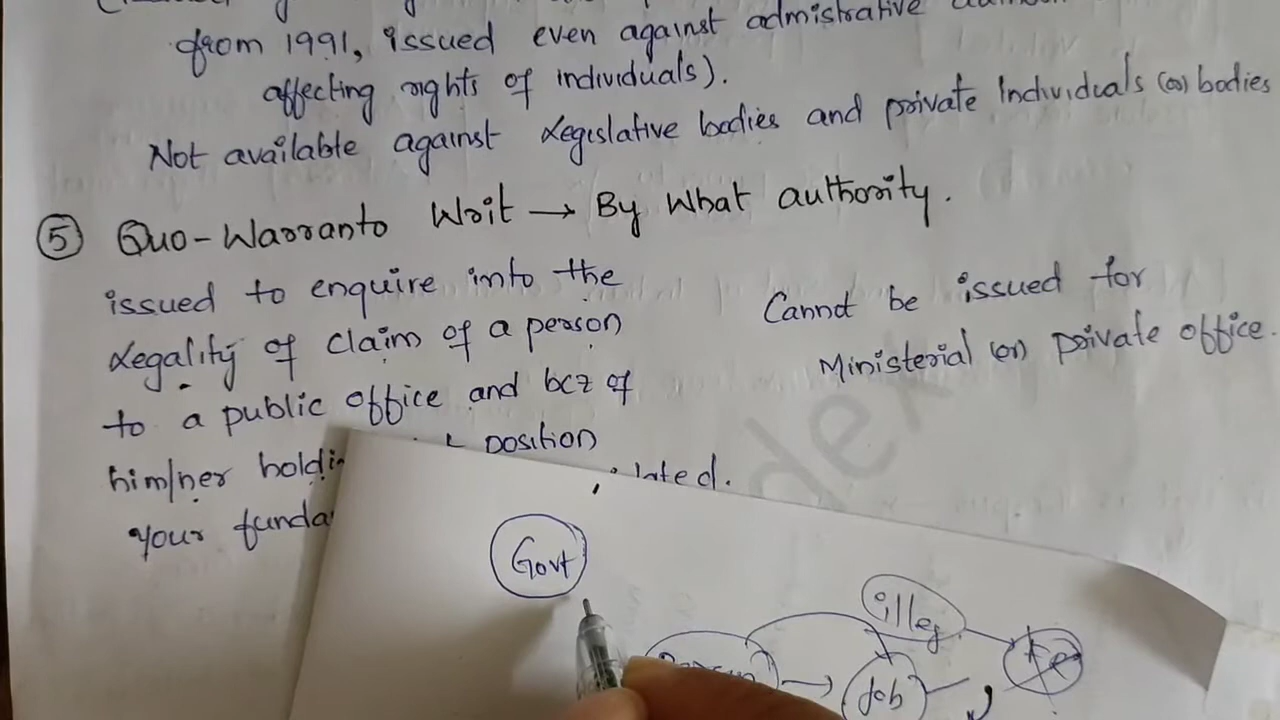 from 1991, issued even against admistrative
affecting rights of individuals).
Not available against Legislative bodies and private Individuals (or) bodies
⑤ Quo-Warranto Writ → By What authority.
issued to enquire into the
Legality of claim of a person
to a public office and bcz of
him/her position
your
Cannot be issued for
Ministerial (or) private office.
Govt
illeg
Job